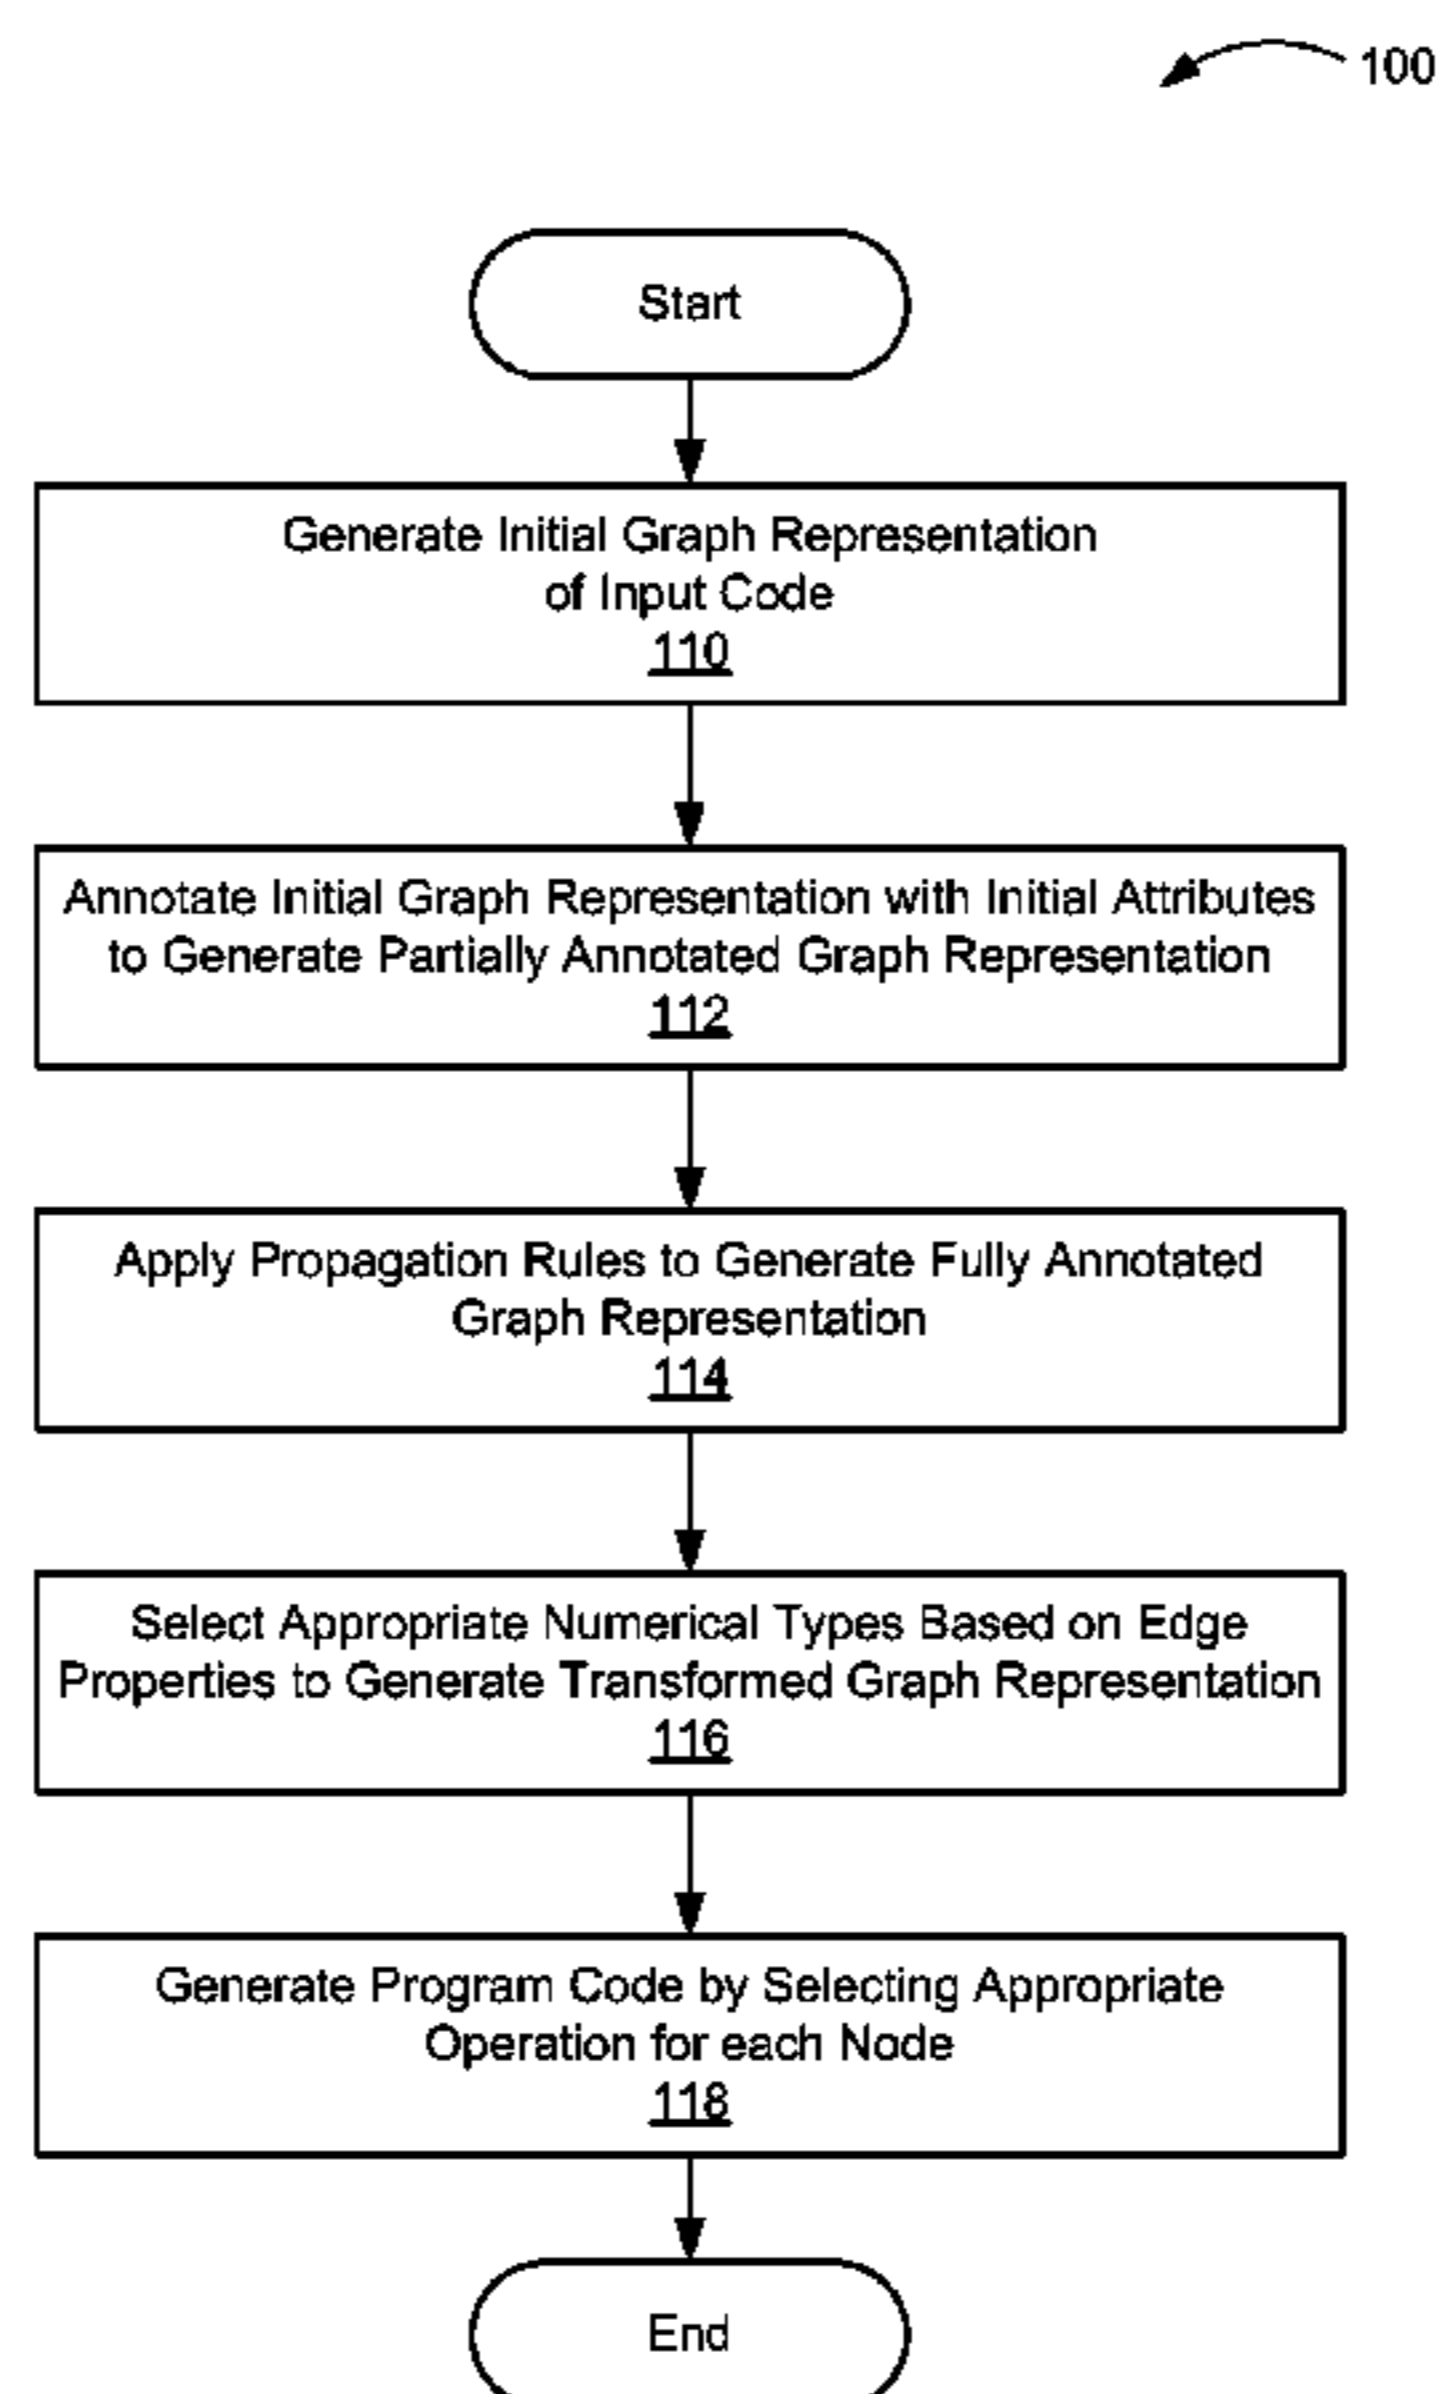 100
Start
Generate Initial Graph Representation
of Input Code
110
Annotate Initial Graph Representation with Initial Attributes
to Generate Partially Annotated Graph Representation
112
Apply Propagation Rules to Generate Fully Annotated
Graph Representation
114
Select Appropriate Numerical Types Based on Edge
Properties to Generate Transformed Graph Representation
116
Generate Program Code by Selecting Appropriate
Operation for each Node
118
End